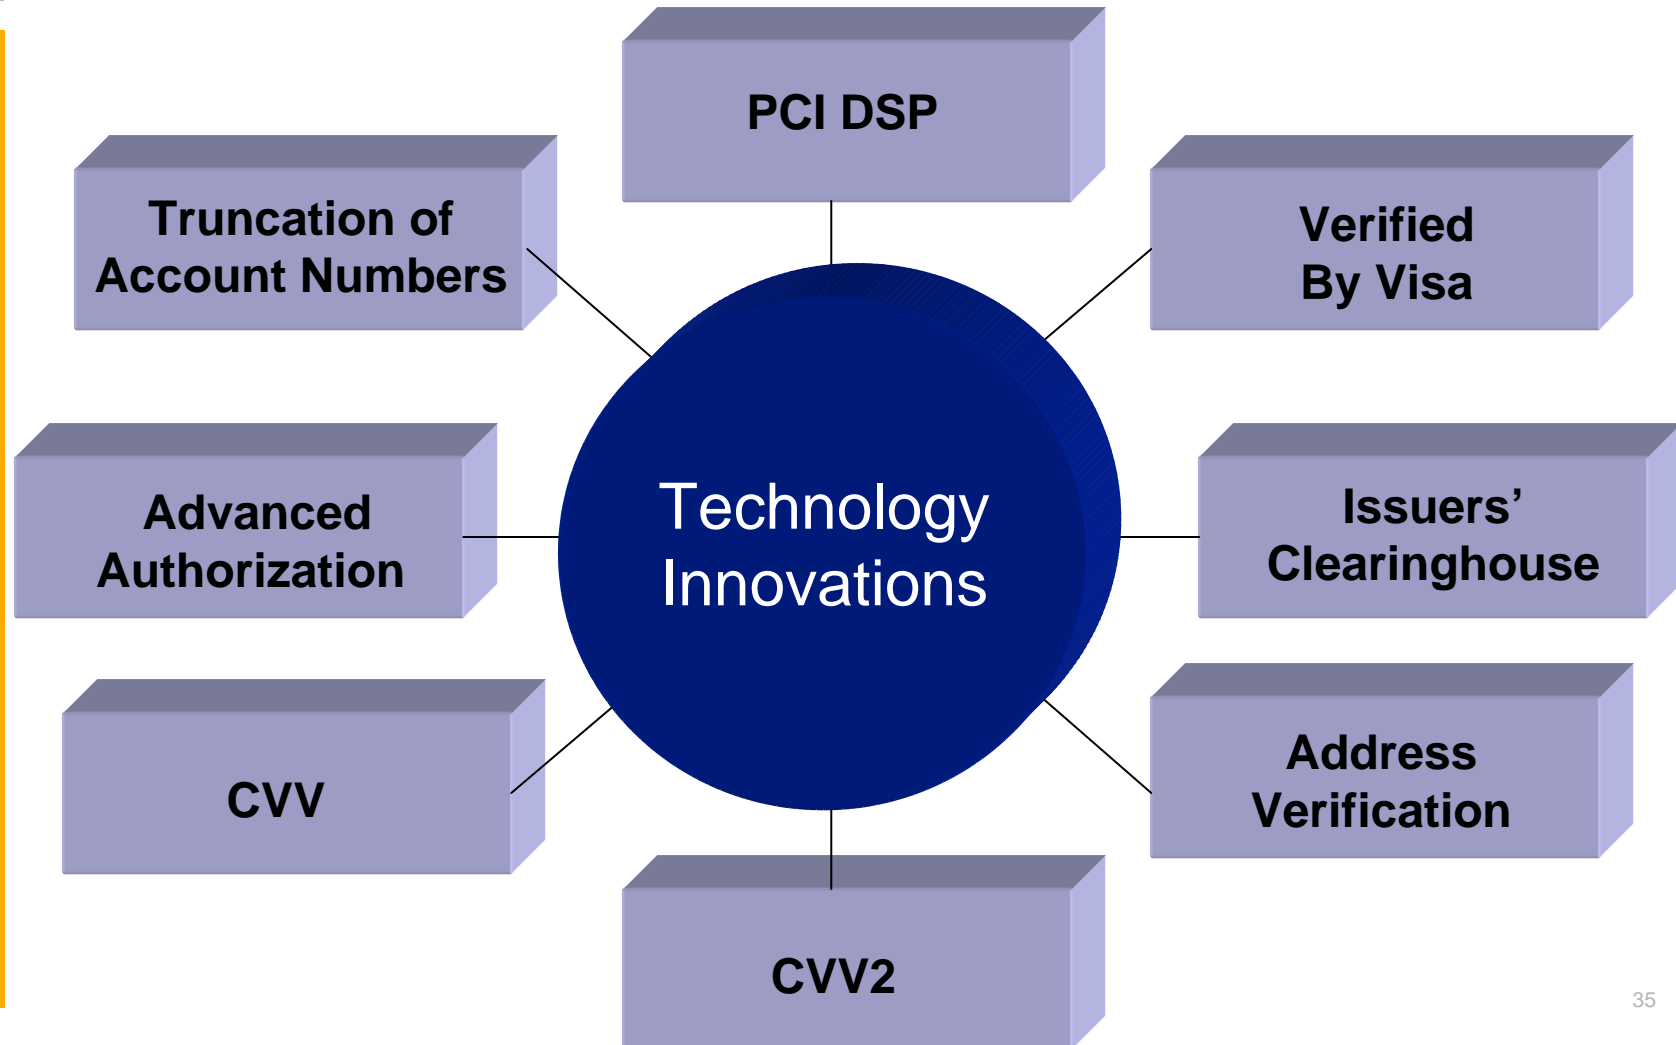 PCI DSP
Truncation of
Account Numbers
Verified
By Visa
Advanced
Authorization
Technology
Innovations
Issuers’
Clearinghouse
CVV
Address
Verification
CVV2
35